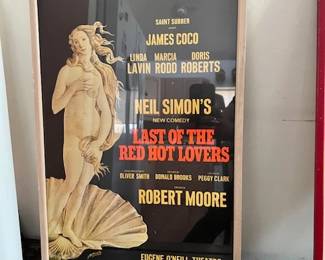 SAINT SUBBER
JAMES COCO
LINDA MARCIA DORIS
LAVIN RODD ROBERTS
NEIL SIMON'S
NEW COMEDY
LAST OF THE
RED HOT LOVERS
OLIVER SMITH DONALD BROOKS PEGGY CLARK
ROBERT MOORE
EUGENE O'NEILL THEATRE